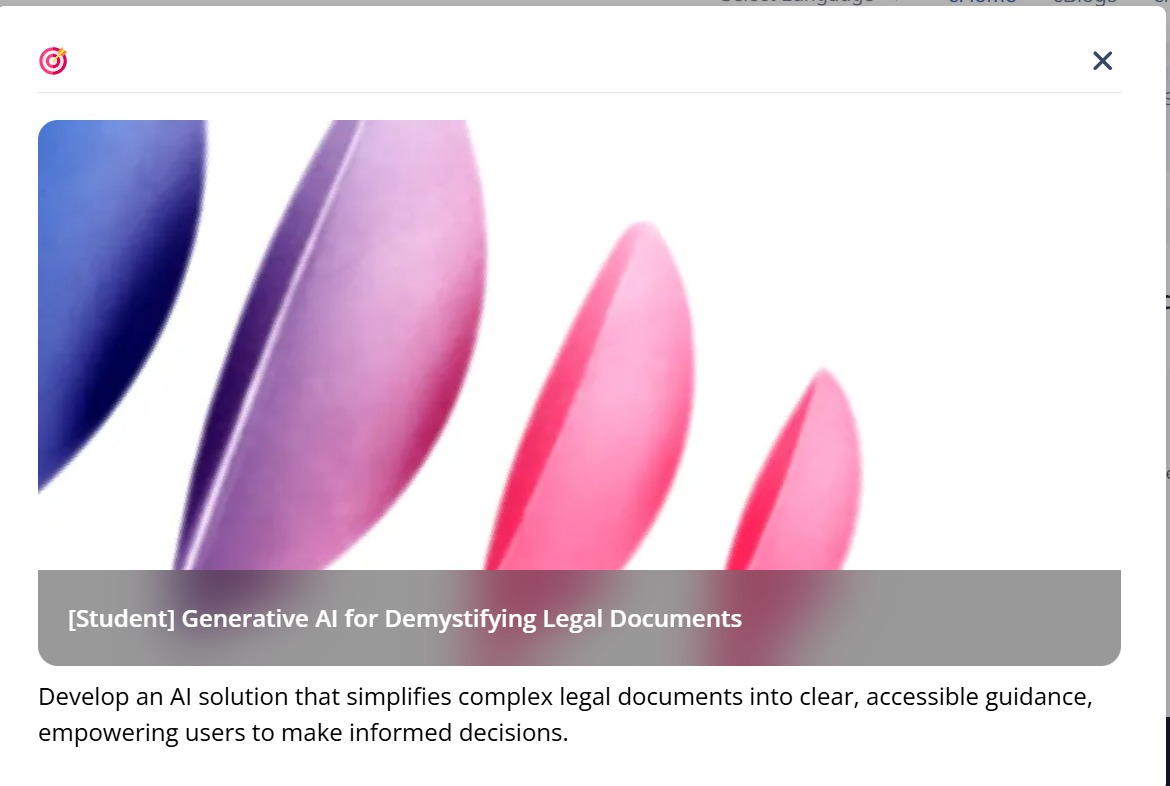 [Student] Generative AI for Demystifying Legal Documents
Develop an AI solution that simplifies complex legal documents into clear, accessible guidance,
empowering users to make informed decisions.